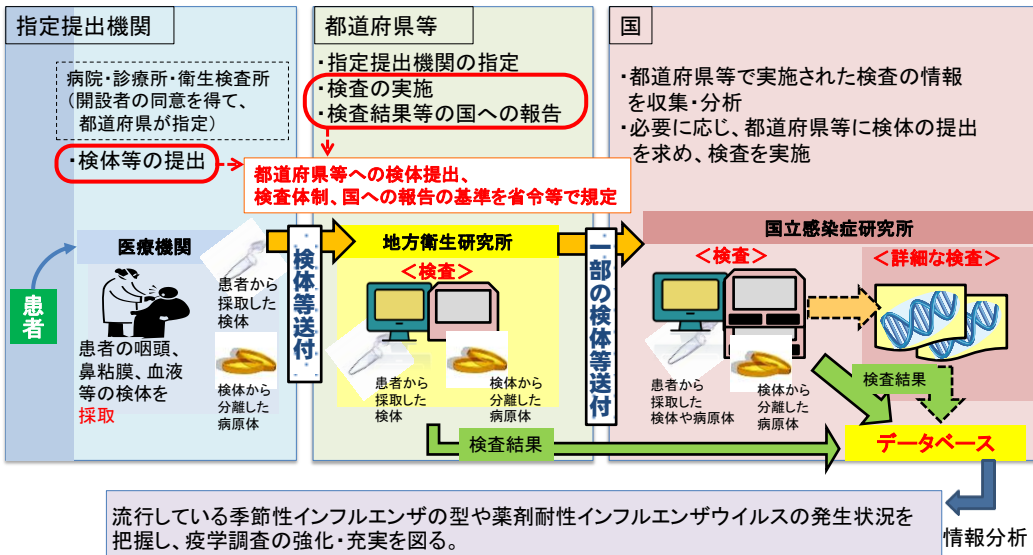 指定提出機関
病院・診療所・衛生検査所
(開設者の同意を得て、
都道府県が指定)
・検体等の提出
都道府県等
・指定提出機関の指定
・検査の実施
・検査結果等の国への報告
国
・都道府県等で実施された検査の情報
を収集・分析
・必要に応じ、都道府県等に検体の提出
を求め、検査を実施
都道府県等への検体提出、
検査体制、国への報告の基準を省令等で規定
患者
医療機関
患者から
採取した
検体
患者の咽頭、
鼻粘膜、血液
等の検体を
採取
検体から
分離した
病原体
検体等送付
地方衛生研究所
<検査>
患者から
採取した
検体
検体から
分離した
病原体
一部の検体等送付
国立感染症研究所
<検査>
<詳細な検査>
患者から
採取した
検体や病原体
検体から
分離した
病原体
検査結果
検査結果
データベース
情報分析
流行している季節性インフルエンザの型や薬剤耐性インフルエンザウイルスの発生状況を
把握し、疫学調査の強化・充実を図る。